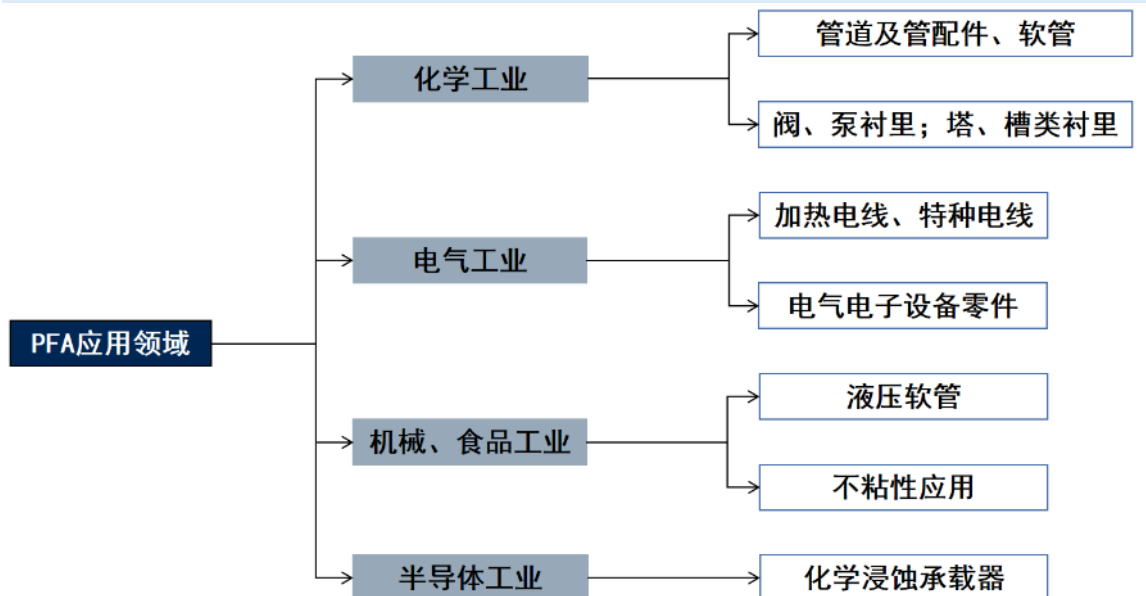 PFA应用领域
化学工业
管道及管配件、软管
阀、泵衬里；塔、槽类衬里
电气工业
加热电线、特种电线
电气电子设备零件
机械、食品工业
液压软管
不粘性应用
半导体工业
化学浸蚀承载器